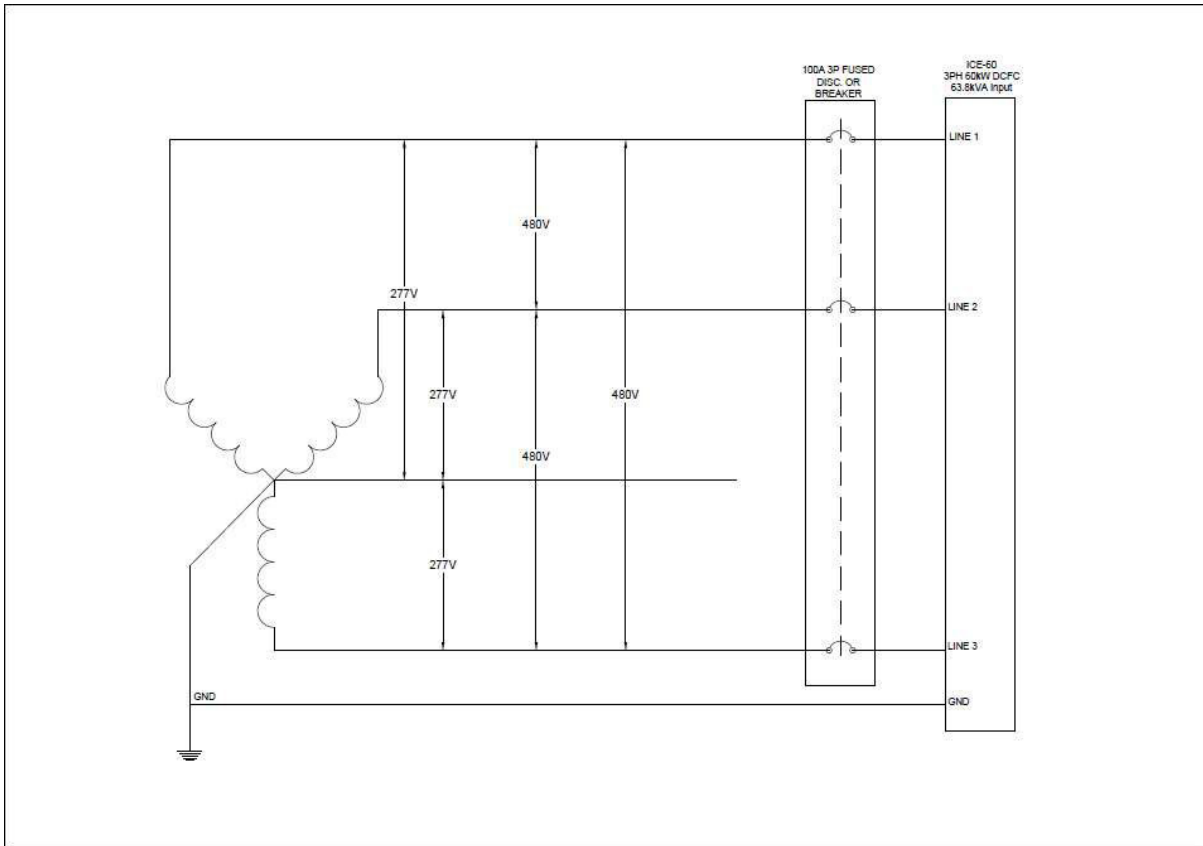 100A 3P FUSED
DISC. OR
BREAKER
ICE-60
3PH 60kW DCFC
63.8kVA Input
LINE 1
480V
277V
LINE 2
277V
480V
480V
277V
LINE 3
GND
GND